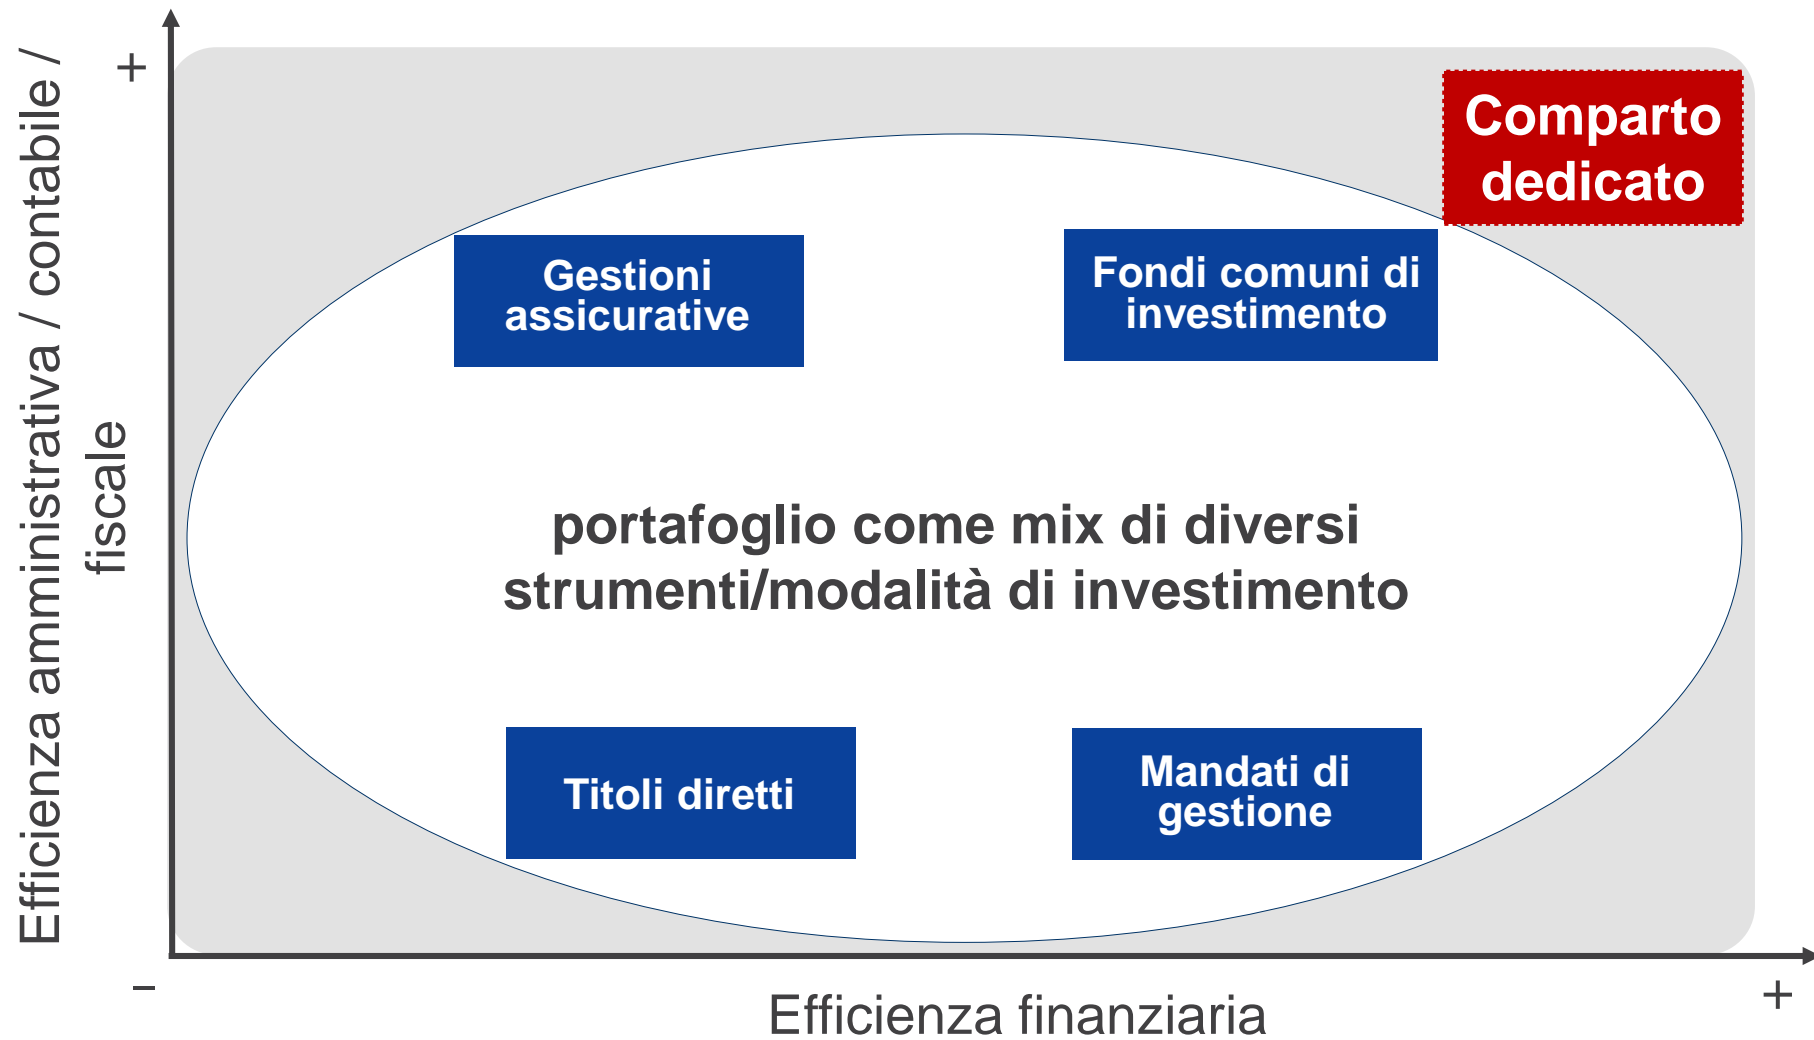 Efficienza amministrativa / contabile /
fiscale
+
Comparto
dedicato
Gestioni
assicurative
Fondi comuni di
investimento
portafoglio come mix di diversi
strumenti/modalità di investimento
Titoli diretti
Mandati di
gestione
–
+
Efficienza finanziaria